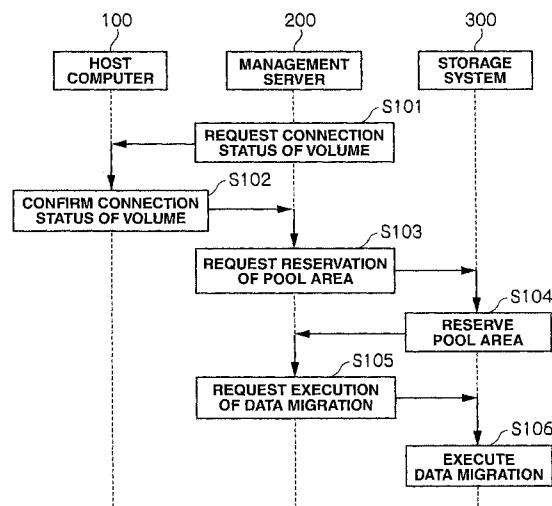 100
200
300
HOST
COMPUTER
MANAGEMENT
SERVER
STORAGE
SYSTEM
S101
REQUEST CONNECTION
STATUS OF VOLUME
S102
CONFIRM CONNECTION
STATUS OF VOLUME
S103
REQUEST RESERVATION
OF POOL AREA
S104
RESERVE
POOL AREA
S105
REQUEST EXECUTION
OF DATA MIGRATION
S106
EXECUTE
DATA MIGRATION